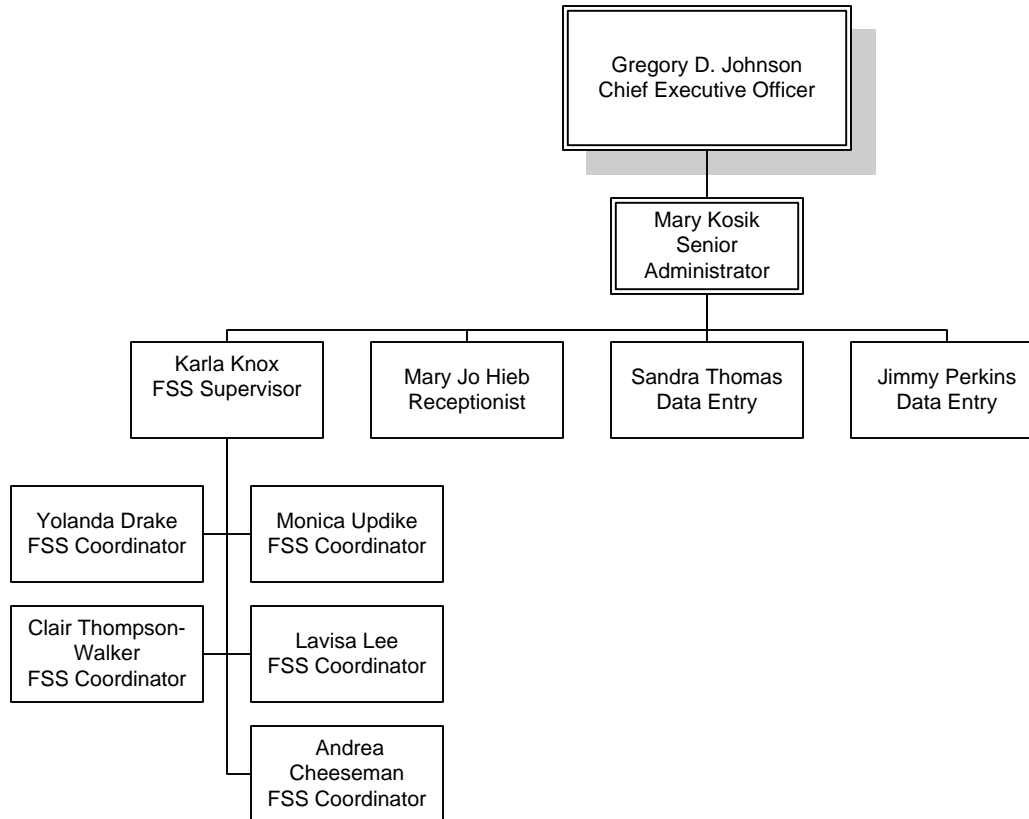 Gregory D. Johnson
Chief Executive Officer
Mary Kosik
Senior
Administrator
Karla Knox
FSS Supervisor
Mary Jo Hieb
Receptionist
Sandra Thomas
Data Entry
Jimmy Perkins
Data Entry
Yolanda Drake
FSS Coordinator
Monica Updike
FSS Coordinator
Clair Thompson-
Walker
FSS Coordinator
Lavisa Lee
FSS Coordinator
Andrea
Cheeseman
FSS Coordinator